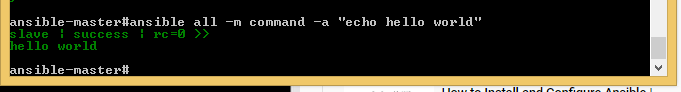 ansible-master#ansible all -m command -a "echo hello world"
slave | success | rc=0 >>
hello world
ansible-master#
How to Install and Configure Ansible |